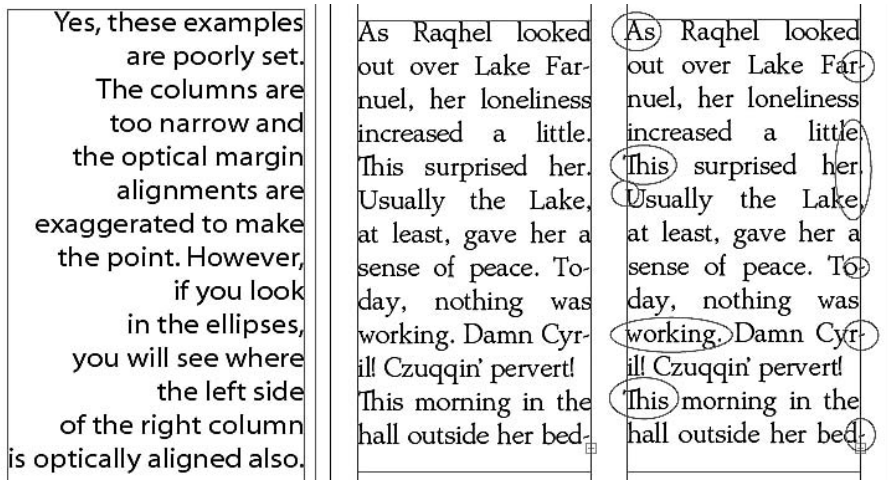 Yes, these examples
are poorly set.
The columns are
too narrow and
the optical margin
alignments are
exaggerated to make
the point. However,
if you look
in the ellipses,
you will see where
the left side
of the right column
is optically aligned also.
As Raqhel looked
out over Lake Far-
nuel, her loneliness
increased a little.
This surprised her.
Usually the Lake,
at least, gave her a
sense of peace. To-
day, nothing was
working. Damn Cyr-
il! Czuqqin’ pervert!
This morning in the
hall outside her bed-
As Raqhel looked
out over Lake Far-
nuel, her loneliness
increased a little.
This surprised her.
Usually the Lake,
at least, gave her a
sense of peace. To-
day, nothing was
working. Damn Cyr-
il! Czuqqin’ pervert!
This morning in the
hall outside her bed-